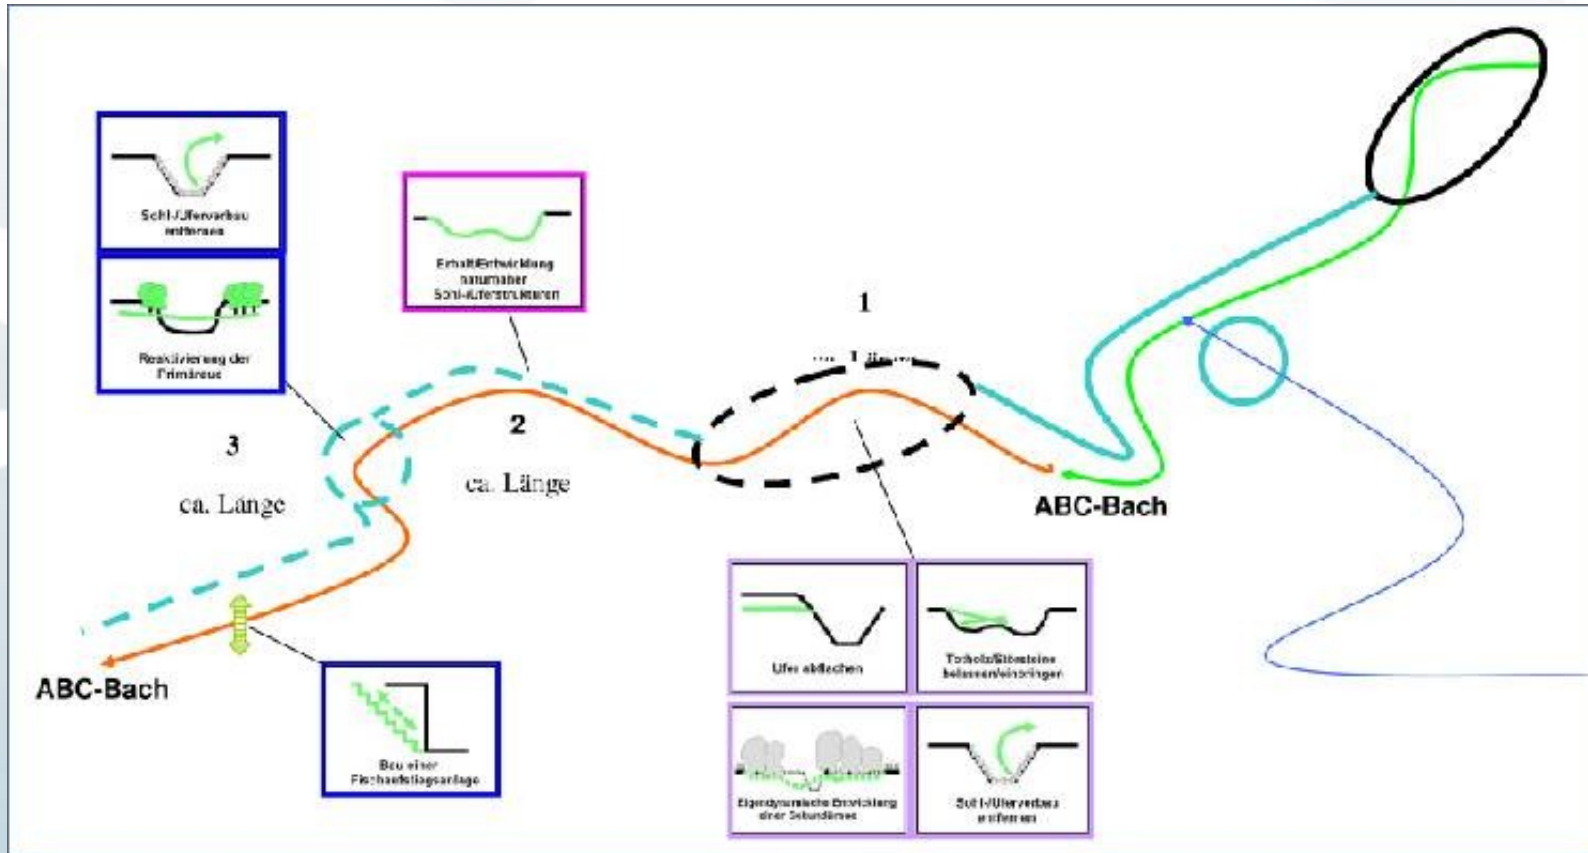 Sohl-/Uferverbau
entfernen
Reaktivierung der
Primäraue
Erhalt/Entwicklung
naturnaher
Sohl-/Uferstrukturen
1
2
ca. Länge
3
ca. Länge
ABC-Bach
ABC-Bach
Bau einer
Fischaufstiegsanlage
Ufer abflachen
Totholz/Störsteine
belassen/einbringen
Eigendynamische Entwicklung
einer Sekundäraue
Sohl-/Uferverbau
entfernen